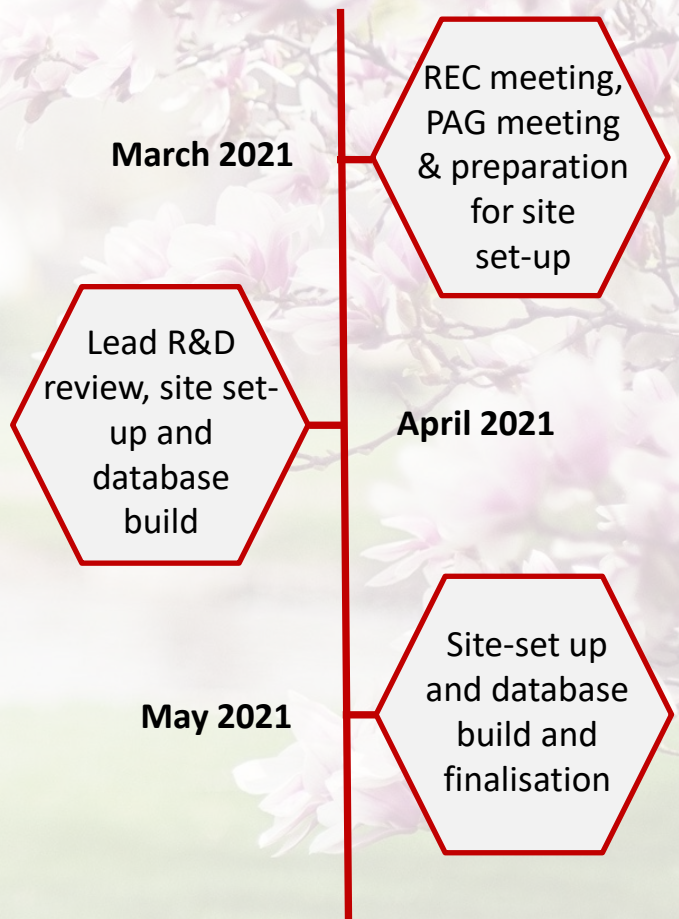 March 2021
REC meeting,
PAG meeting
& preparation
for site
set-up
Lead R&D
review, site set-
up and
database
build
April 2021
May 2021
Site-set up
and database
build and
finalisation